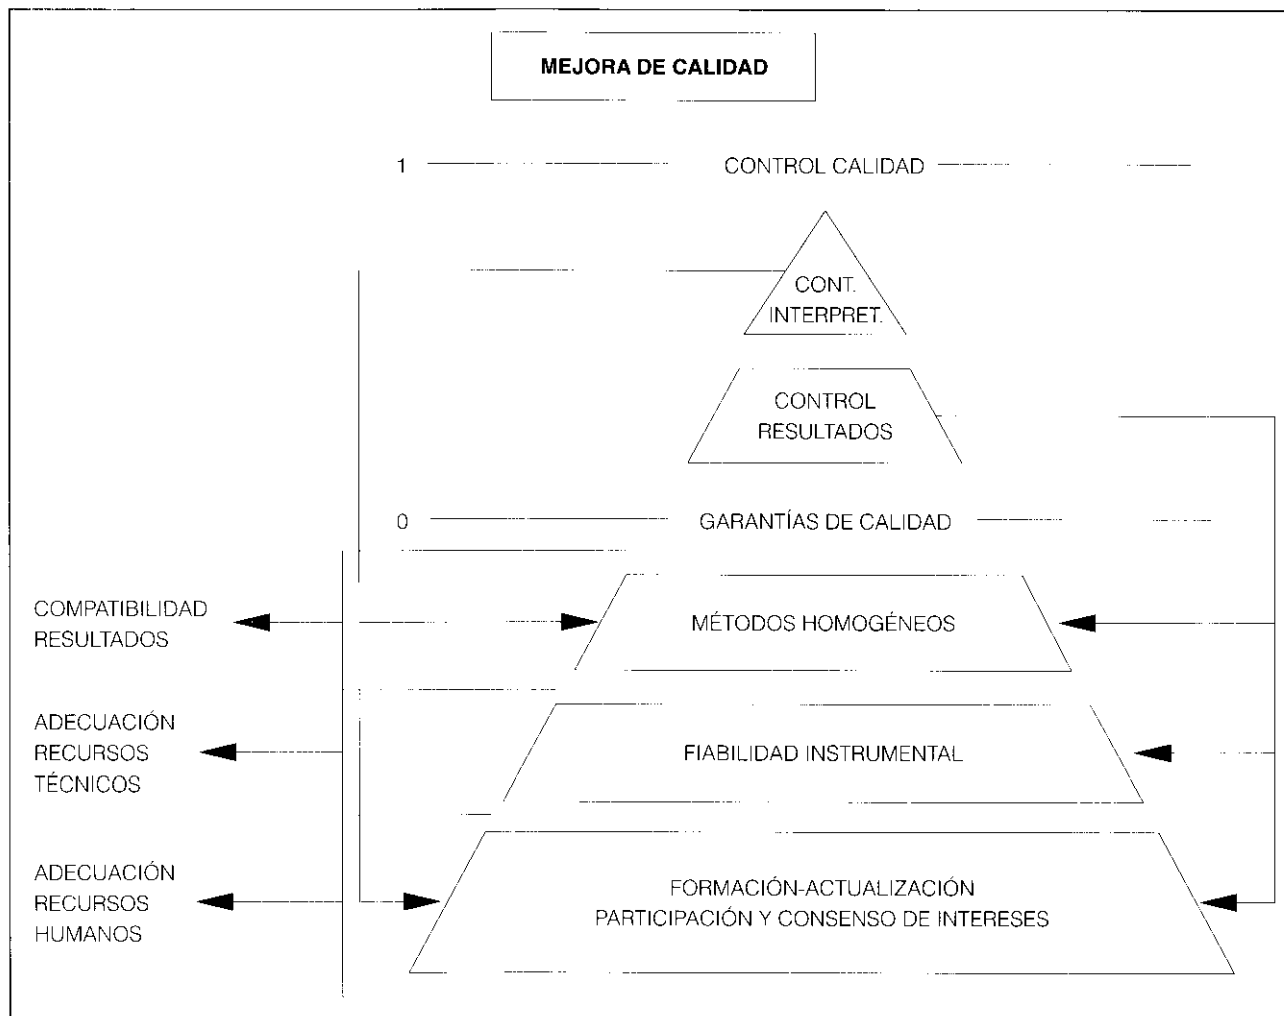 MEJORA DE CALIDAD
1 CONTROL CALIDAD
CONT.
INTERPRET.
CONTROL
RESULTADOS
0 GARANTÍAS DE CALIDAD
COMPATIBILIDAD
RESULTADOS
MÉTODOS HOMOGÉNEOS
ADECUACIÓN
RECURSOS
TÉCNICOS
FIABILIDAD INSTRUMENTAL
ADECUACIÓN
RECURSOS
HUMANOS
FORMACIÓN-ACTUALIZACIÓN
PARTICIPACIÓN Y CONSENSO DE INTERESES